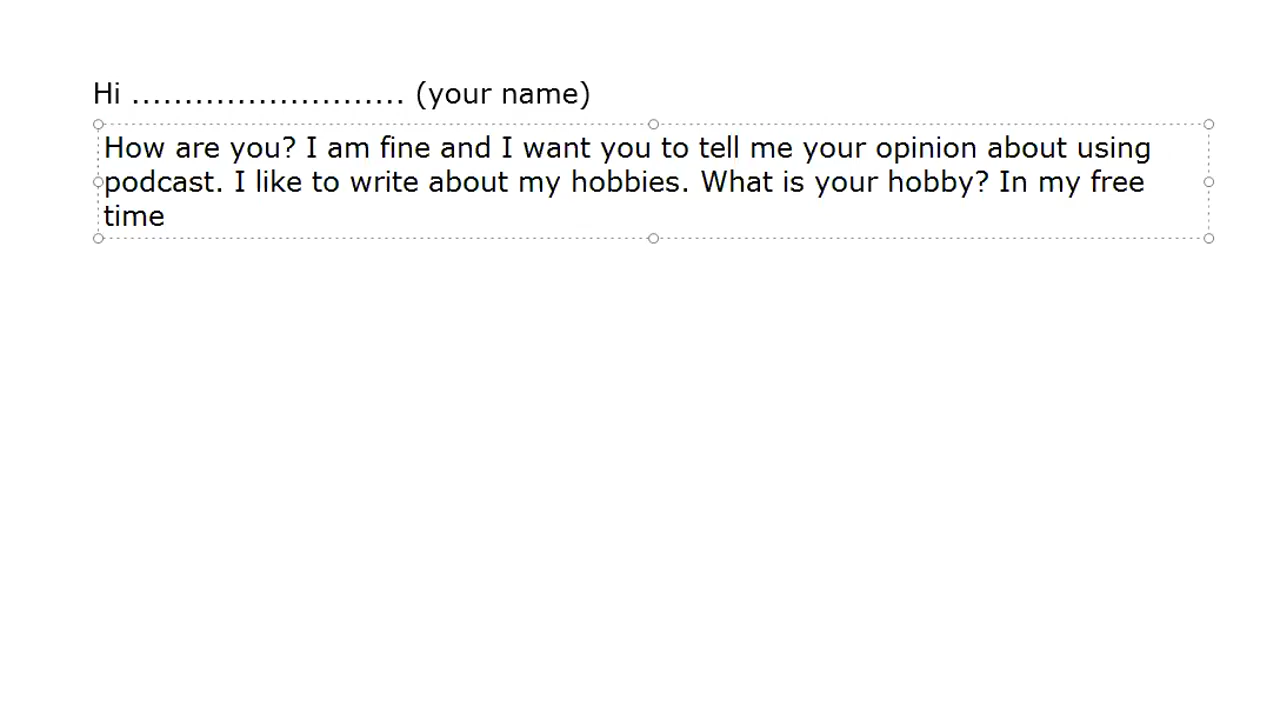 Hi .......................... (your name)
How are you? I am fine and I want you to tell me your opinion about using
podcast. I like to write about my hobbies. What is your hobby? In my free
time